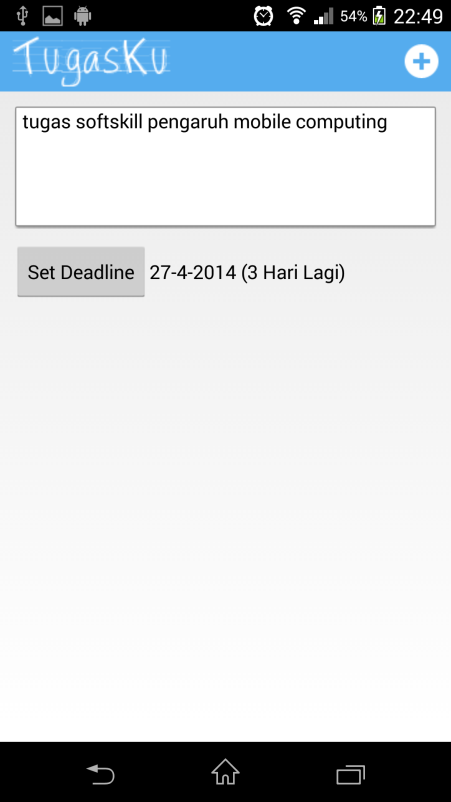 54% 22:49
TugasKu
tugas softskill pengaruh mobile computing
Set Deadline 27-4-2014 (3 Hari Lagi)